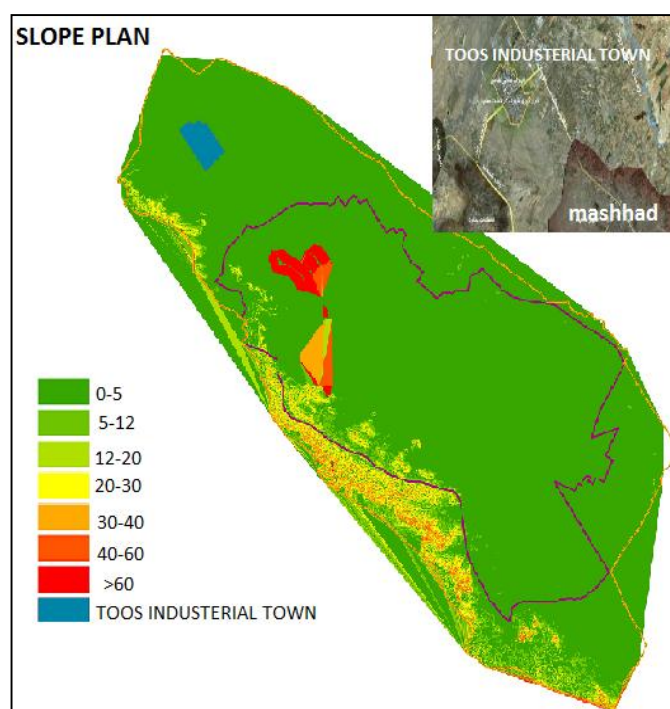 SLOPE PLAN
TOOS INDUSTERIAL TOWN
mashhad
0-5
5-12
12-20
20-30
30-40
40-60
>60
TOOS INDUSTERIAL TOWN